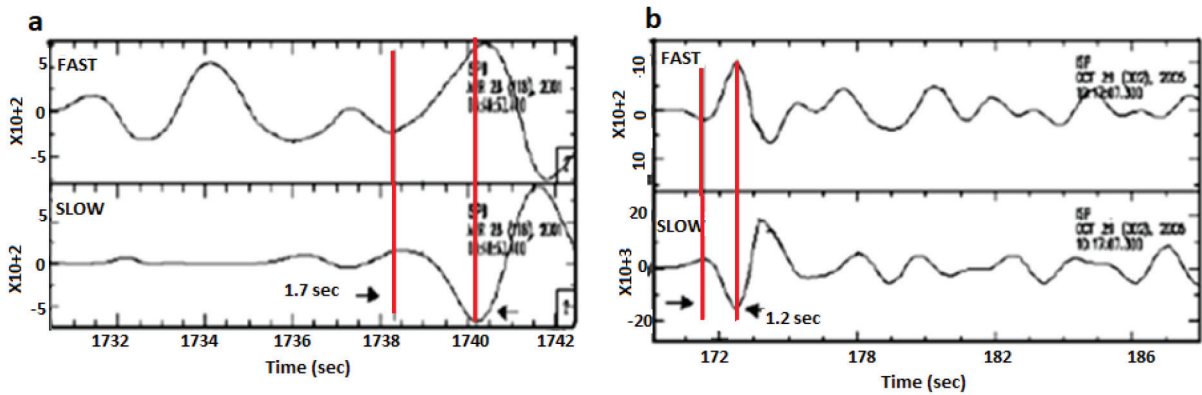 a
FAST
5
0
-5
X10+2
SLOW
5
0
-5
X10+2
1.7 sec
1732 1734 1736 1738 1740 1742
Time (sec)
b
FAST
-10
0
10
X10+2
ISP
SLOW
20
0
-20
X10+3
ISP
1.2 sec
172 178 182 186
Time (sec)